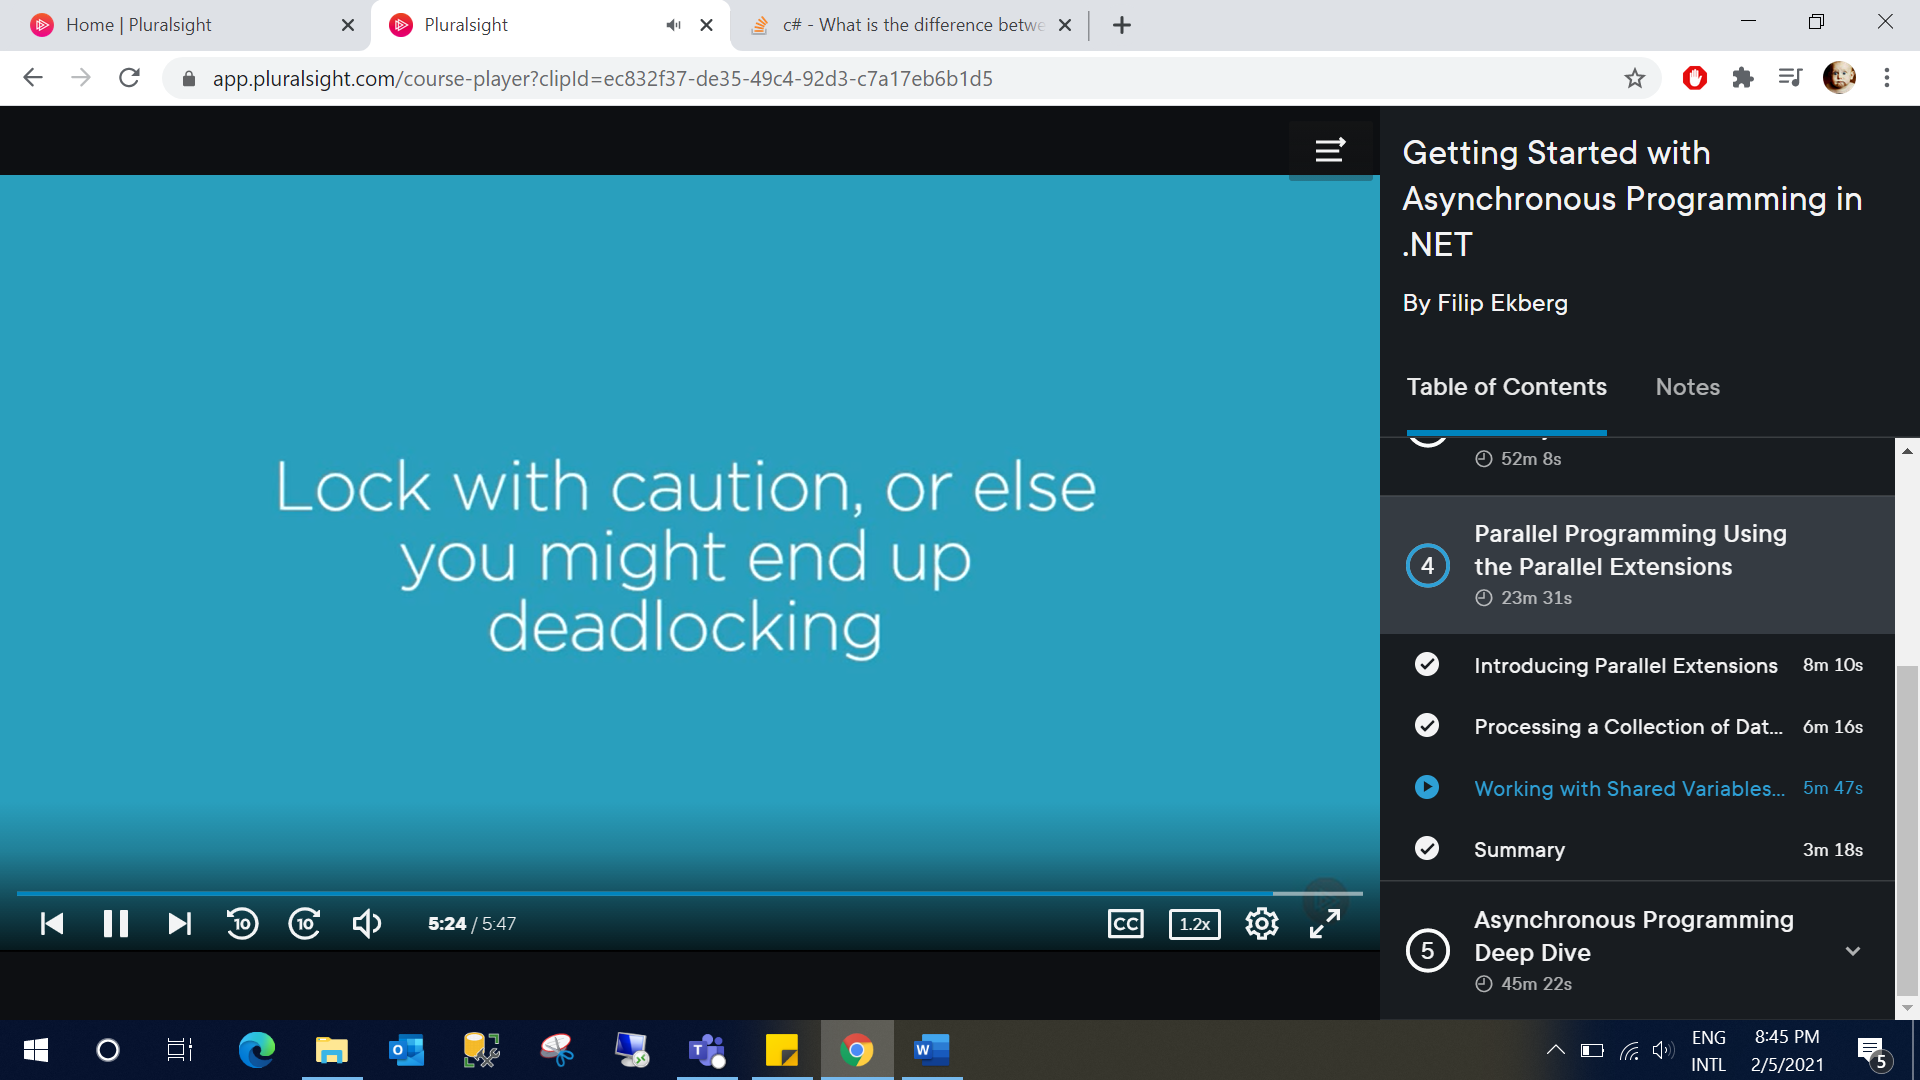 Home | Pluralsight
Pluralsight
c# - What is the difference betwe
app.pluralsight.com/course-player?clipId=ec832f37-de35-49c4-92d3-c7a17eb6b1d5
Lock with caution, or else
you might end up
deadlocking
10
10
5:24 / 5:47
CC
1.2x
Getting Started with
Asynchronous Programming in
.NET
By Filip Ekberg
Table of Contents
Notes
52m 8s
4
Parallel Programming Using
the Parallel Extensions
23m 31s
Introducing Parallel Extensions 8m 10s
Processing a Collection of Dat... 6m 16s
Working with Shared Variables... 5m 47s
Summary 3m 18s
5
Asynchronous Programming
Deep Dive
45m 22s
ENG
INTL
8:45 PM
2/5/2021
5